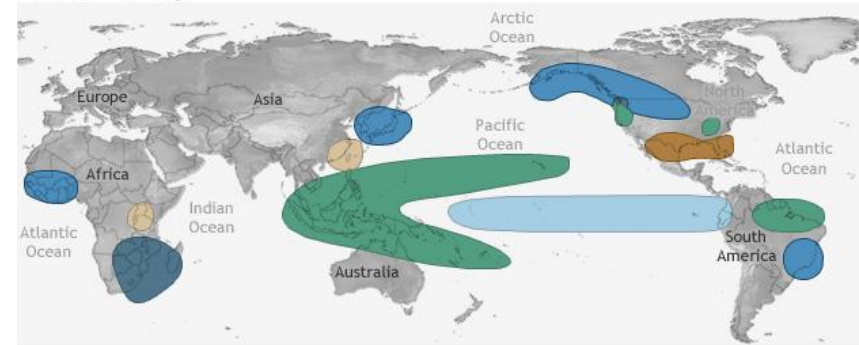 Arctic
Ocean
Europe
Asia
North
America
Pacific
Ocean
Atlantic
Ocean
Africa
Indian
Ocean
Atlantic
Ocean
South
America
Australia